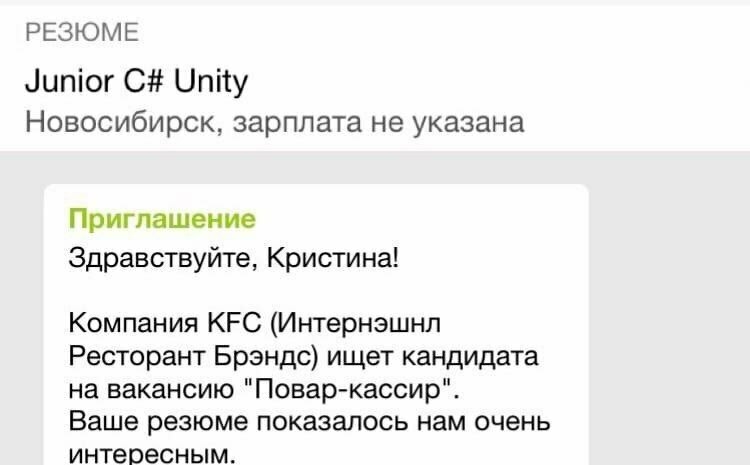 РЕЗЮМЕ
Junior C# Unity
Новосибирск, зарплата не указана
Приглашение
Здравствуйте, Кристина!
Компания KFC (Интернэшнл
Ресторант Брэндс) ищет кандидата
на вакансию "Повар-кассир".
Ваше резюме показалось нам очень
интересным.